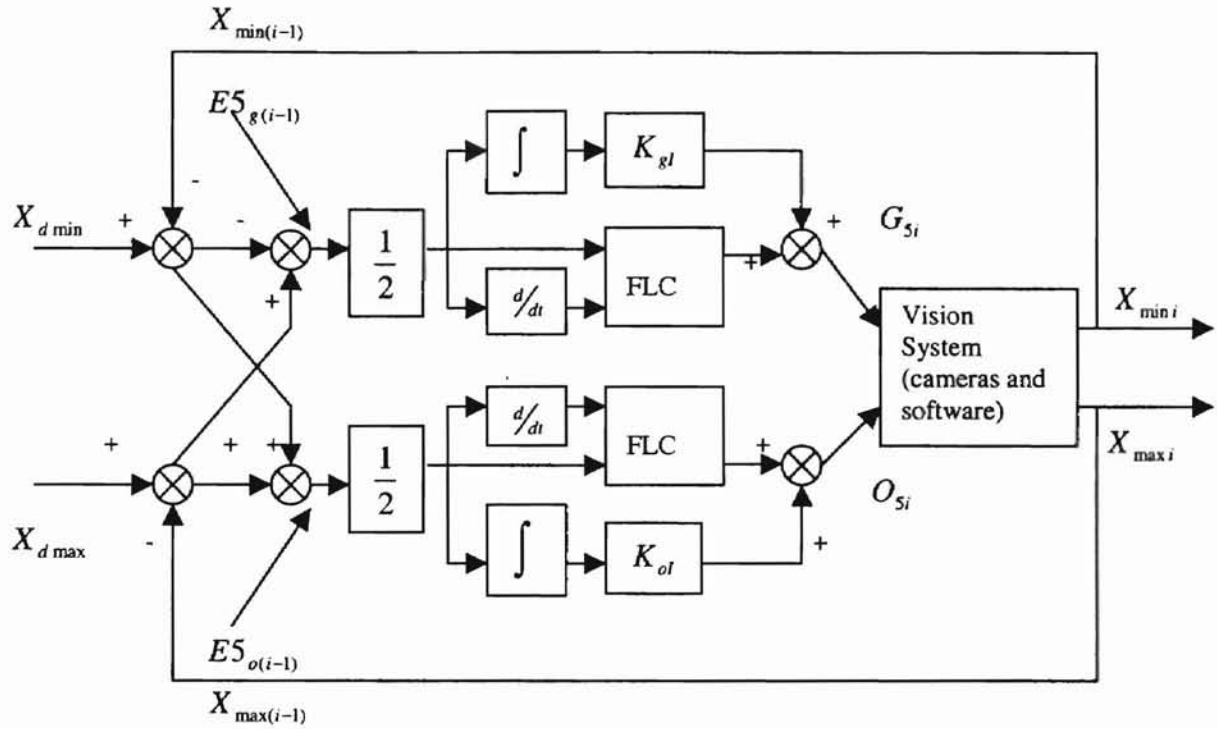 X min(i−1)
E5 g(i−1)
∫
K gI
-
X d min
+
-
+
1/2
FLC
d/dt
+
+
G 5i
Vision
System
(cameras and
software)
X min i
X max i
d/dt
FLC
+
+
+
1/2
+
O 5i
X d max
-
∫
K oI
+
E5 o(i−1)
X max(i−1)